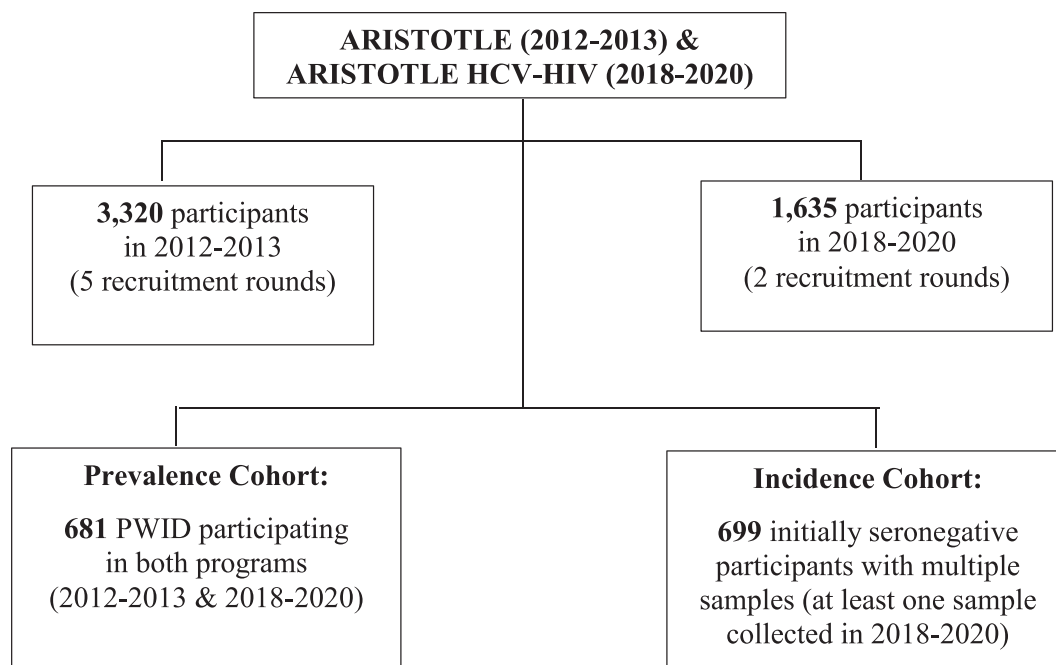 ARISTOTLE (2012-2013) &
ARISTOTLE HCV-HIV (2018-2020)
3,320 participants
in 2012-2013
(5 recruitment rounds)
1,635 participants
in 2018-2020
(2 recruitment rounds)
Prevalence Cohort:
681 PWID participating
in both programs
(2012-2013 & 2018-2020)
Incidence Cohort:
699 initially seronegative
participants with multiple
samples (at least one sample
collected in 2018-2020)